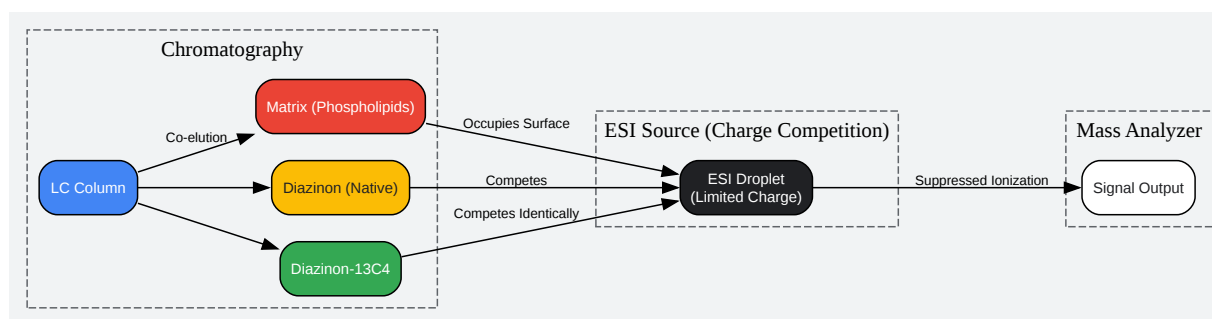 Chromatography
Matrix (Phospholipids)
Co-elution
LC Column
Diazinon (Native)
Diazinon-13C4
Occupies Surface
Competes
Competes Identically
ESI Source (Charge Competition)
ESI Droplet
(Limited Charge)
Suppressed Ionization
Mass Analyzer
Signal Output